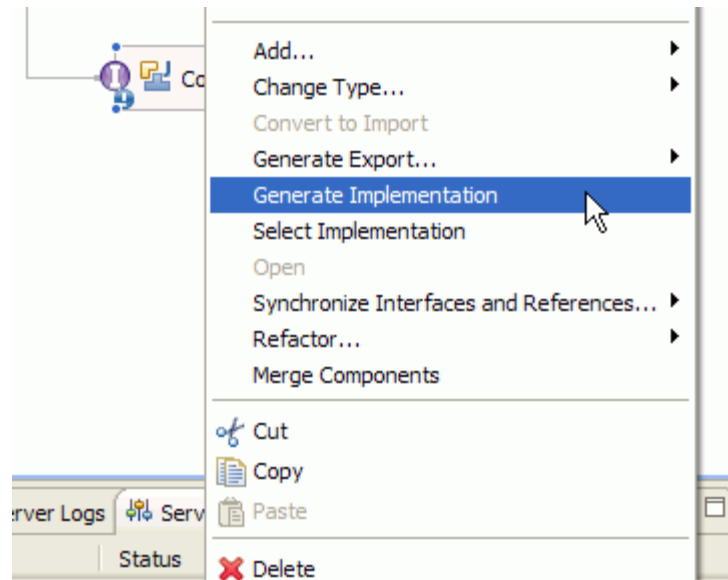 Add...
Co
Change Type...
Convert to Import
Generate Export...
Generate Implementation
Select Implementation
Open
Synchronize Interfaces and References...
Refactor...
Merge Components
Cut
Copy
erver Logs
Serv
Paste
Status
Delete